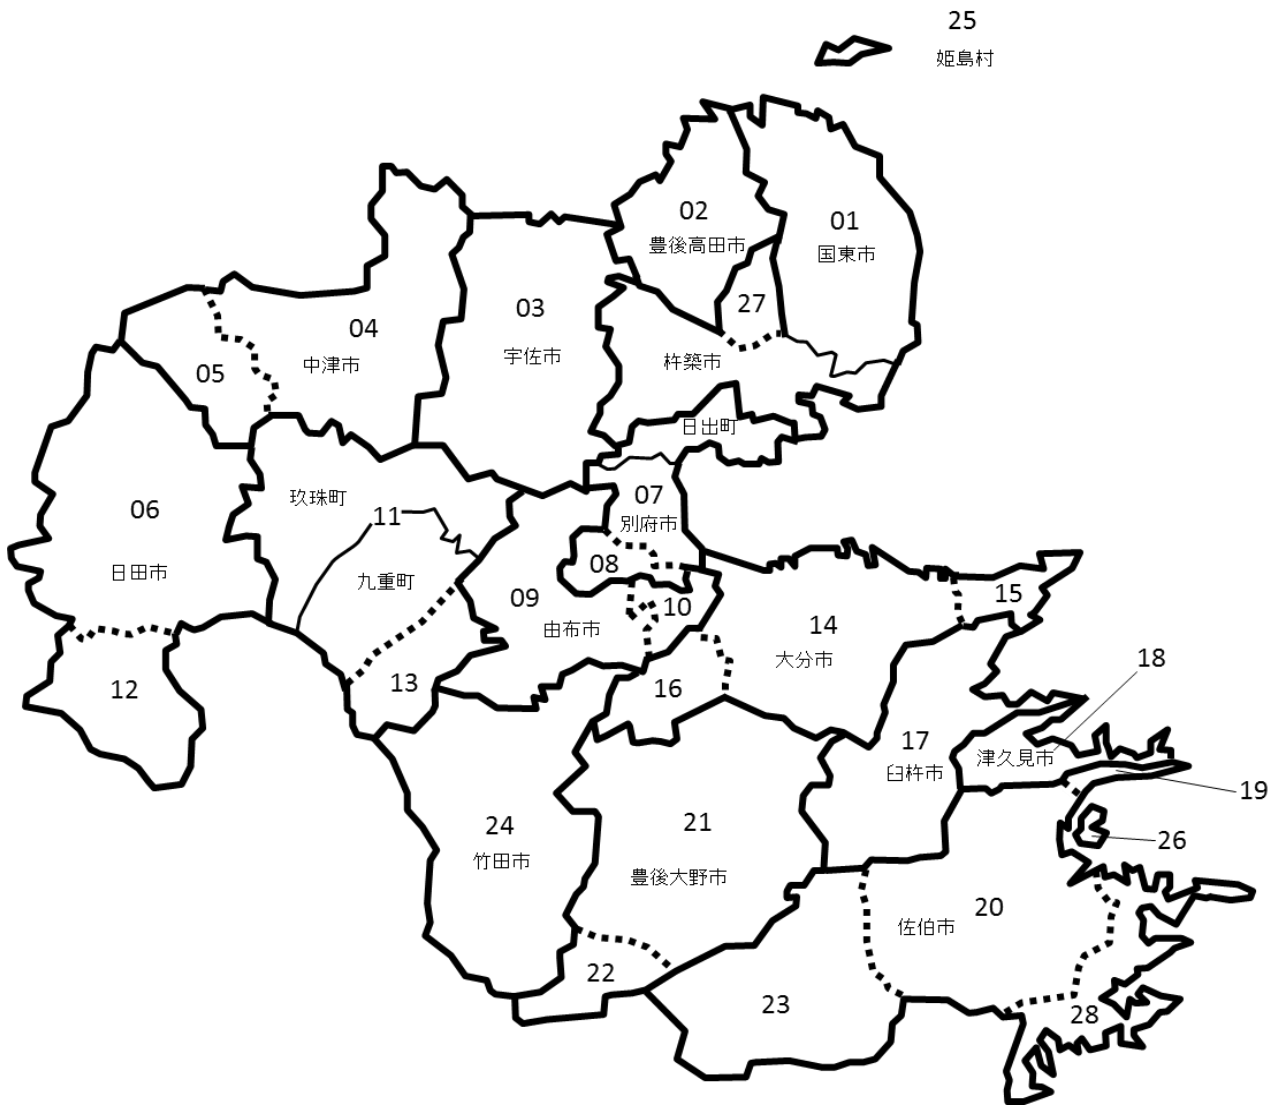 25
姫島村
02
豊後高田市
01
国東市
27
03
宇佐市
04
中津市
05
杵築市
日出町
06
日田市
玖珠町
11
九重町
07
別府市
08
09
由布市
10
14
大分市
15
12
13
16
17
臼杵市
18
津久見市
19
24
竹田市
21
豊後大野市
26
20
佐伯市
22
23
28